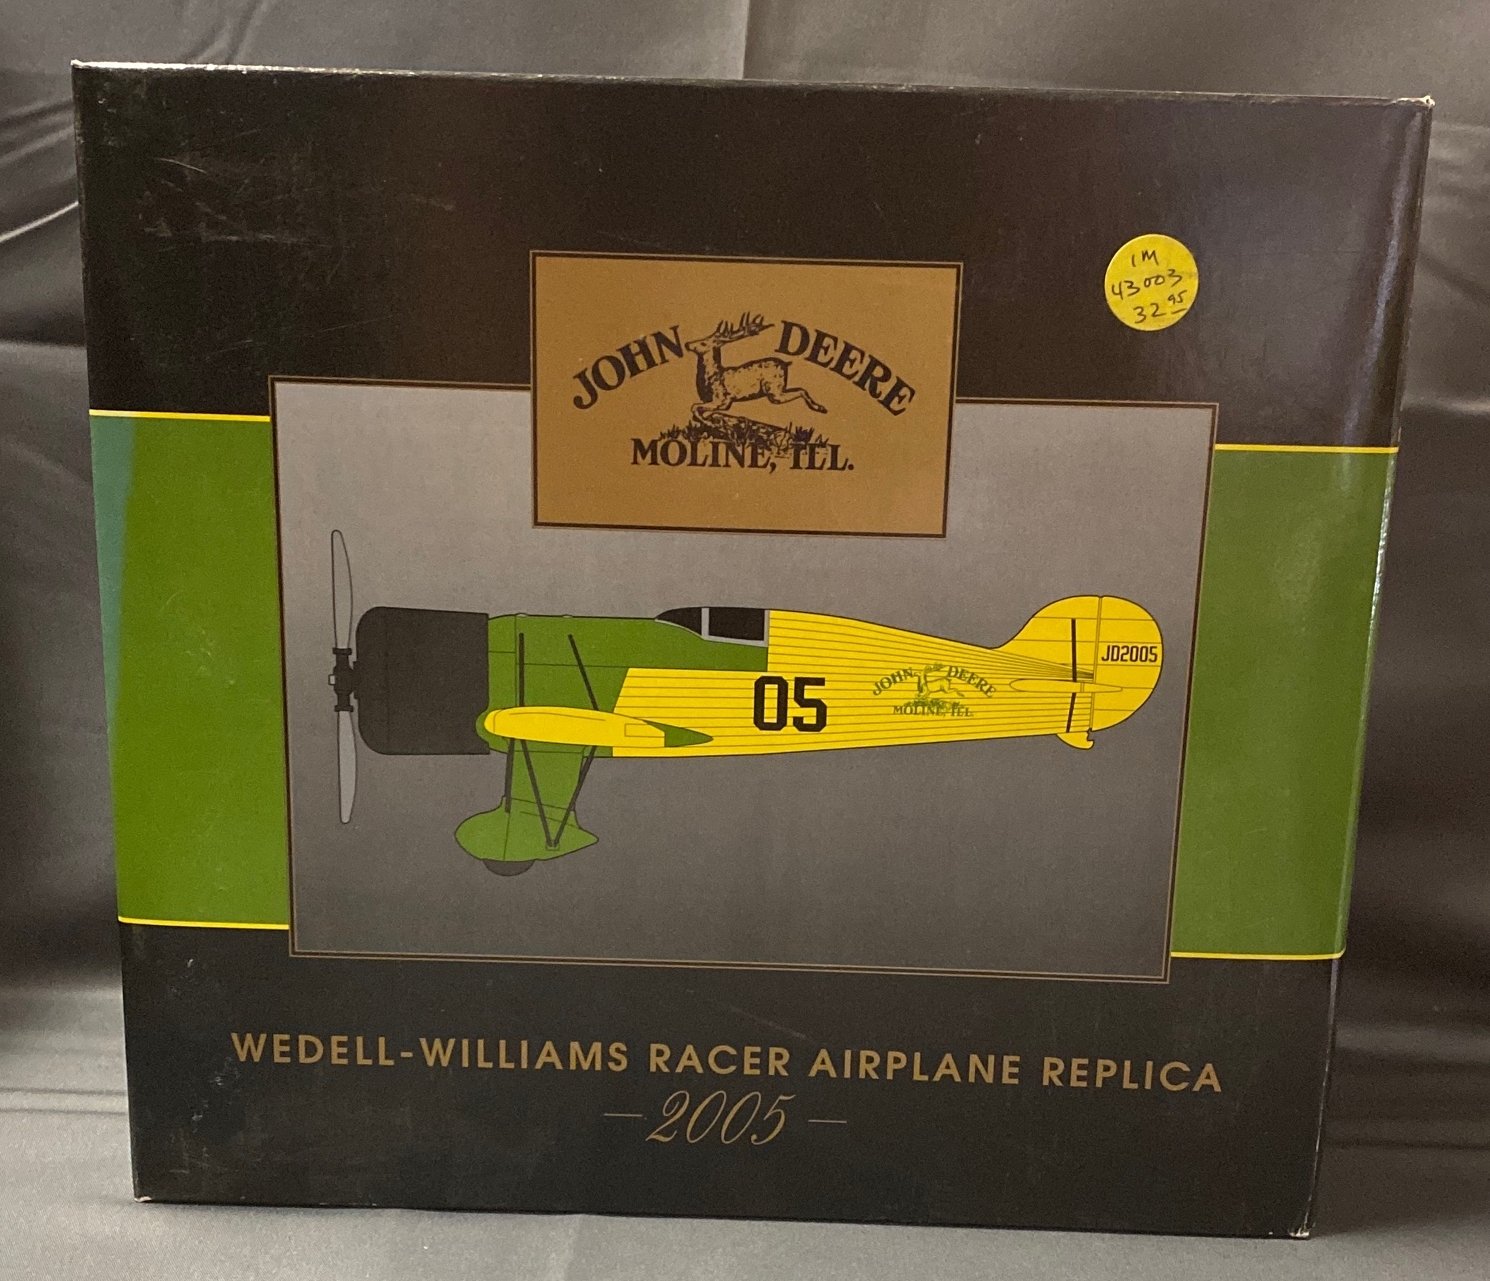 1M
43003
32 95
JOHN DEERE
MOLINE, ILL.
JD2005
05
JOHN DEERE
MOLINE, ILL.
WEDELL-WILLIAMS RACER AIRPLANE REPLICA
-2005-